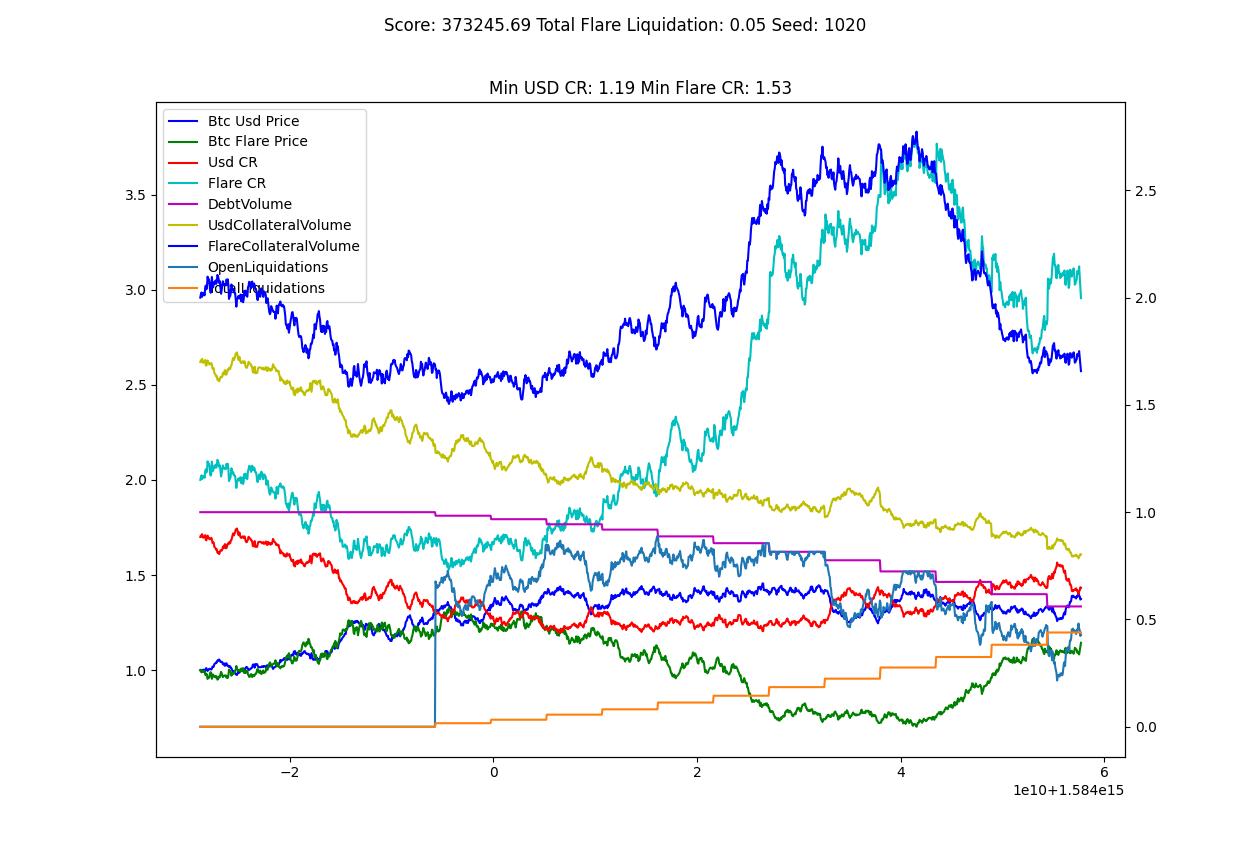 Score: 373245.69 Total Flare Liquidation: 0.05 Seed: 1020
Min USD CR: 1.19 Min Flare CR: 1.53
Btc Usd Price
Btc Flare Price
Usd CR
Flare CR
DebtVolume
UsdCollateralVolume
FlareCollateralVolume
OpenLiquidations
TotalLiquidations
3.5
3.0
2.5
2.0
1.5
1.0
2.5
2.0
1.5
1.0
0.5
0.0
−2
0
2
4
6
1e10+1.584e15